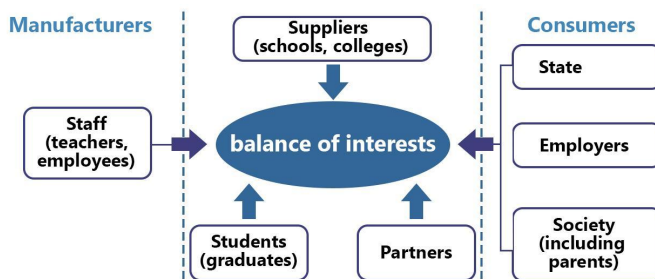 Manufacturers
Suppliers
(schools, colleges)
Consumers
State
Staff
(teachers,
employees)
balance of interests
Employers
Students
(graduates)
Partners
Society
(including
parents)